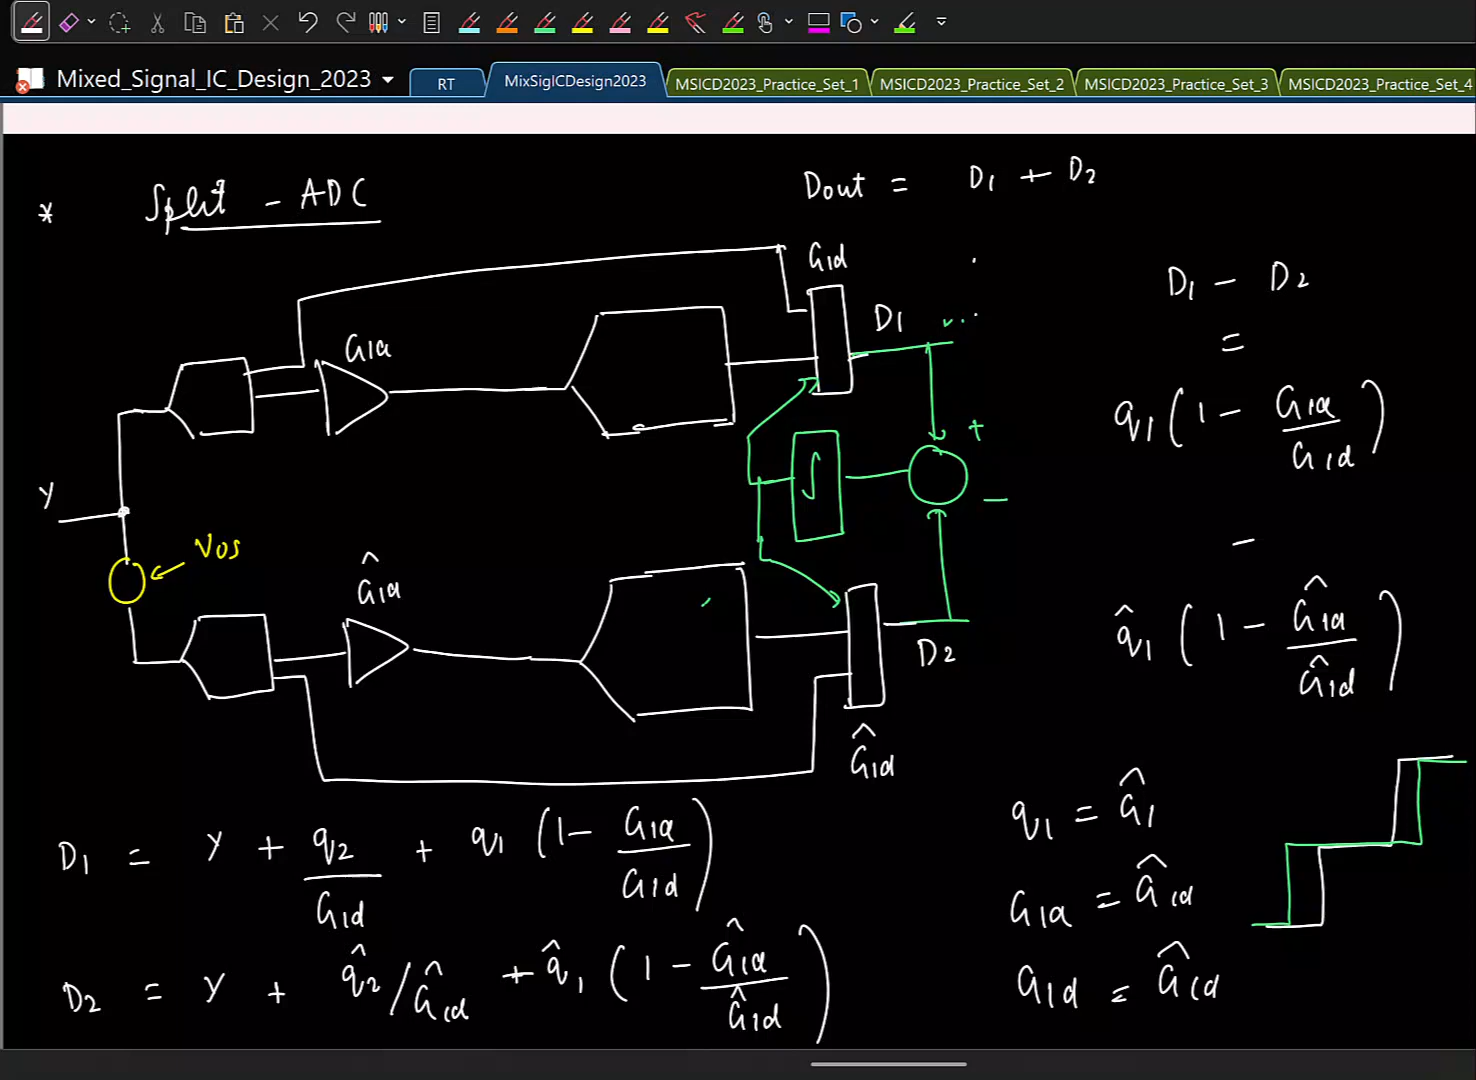 Mixed_Signal_IC_Design_2023
RT
MixSigICDesign2023
MSICD2023_Practice_Set_1
MSICD2023_Practice_Set_2
MSICD2023_Practice_Set_3
MSICD2023_Practice_Set_4
* Split - ADC
Dout = D1 + D2
G1d
D1
G1a
D1 - D2
=
q1 (1 - G1a/G1d)
-
q̂1 (1 - Ĝ1a/Ĝ1d)
+
∫
-
Y
Vos
Ĝ1a
D2
Ĝ1d
D1 = Y + q2/G1d + q1 (1 - G1a/G1d)
D2 = Y + q̂2/Ĝ1d + q̂1 (1 - Ĝ1a/Ĝ1d)
q1 = Ĝ1
G1a = Ĝ1d
G1d = Ĝ1d